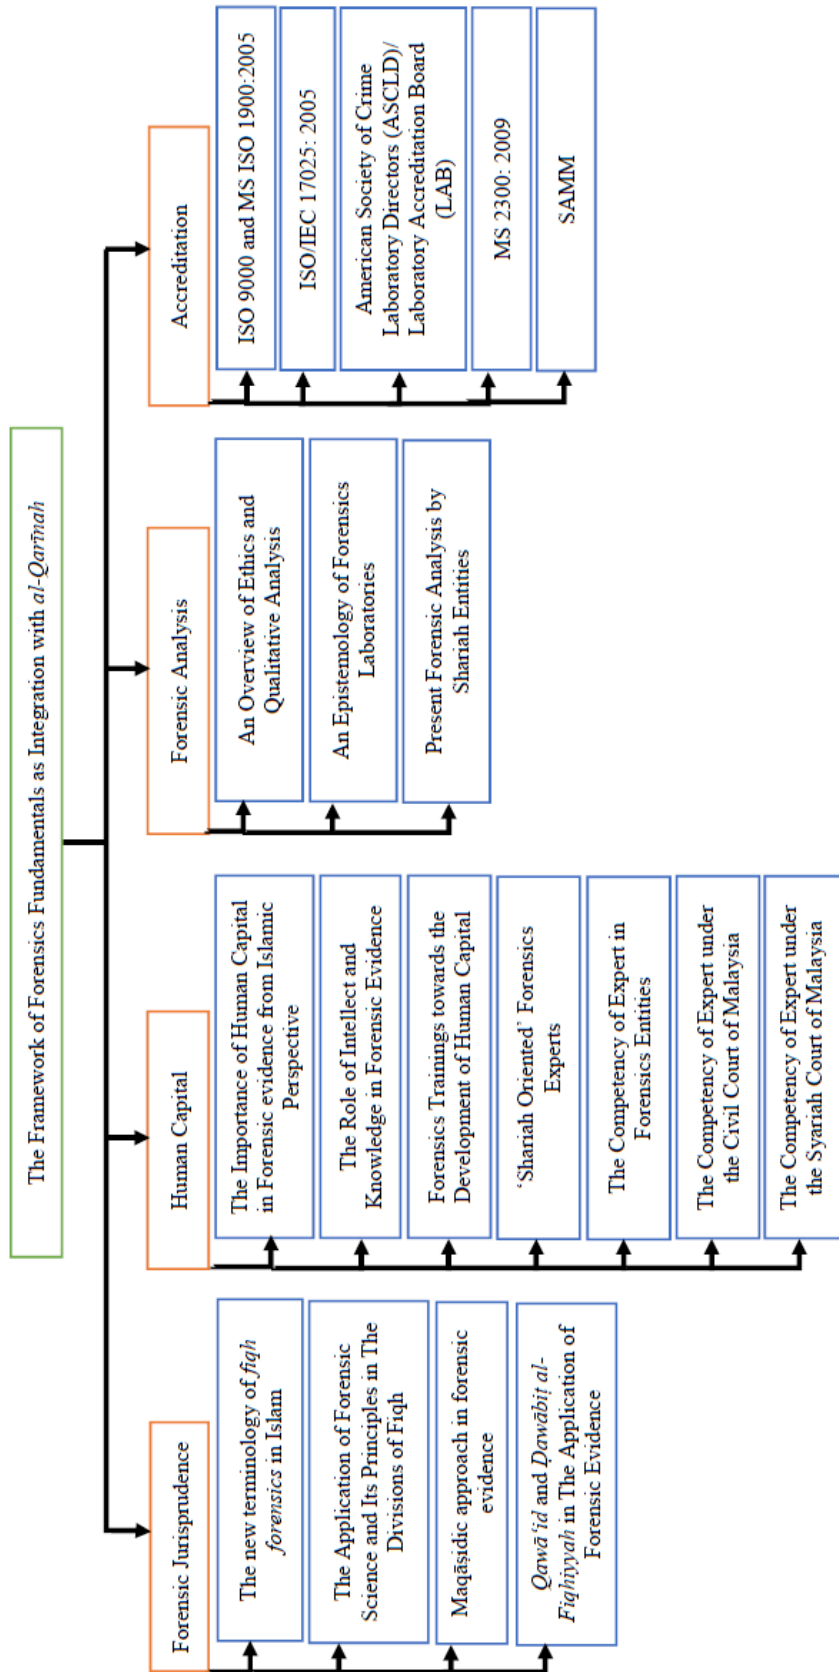 The Framework of Forensics Fundamentals as Integration with al-Qarīnah
Forensic Jurisprudence
The new terminology of fiqh
forensics in Islam
The Application of Forensic
Science and Its Principles in The
Divisions of Fiqh
Maqāṣidic approach in forensic
evidence
Qawā‘id and Ḍawābiṭ al-
Fiqhiyyah in The Application of
Forensic Evidence
Human Capital
The Importance of Human Capital
in Forensic evidence from Islamic
Perspective
The Role of Intellect and
Knowledge in Forensic Evidence
Forensics Trainings towards the
Development of Human Capital
‘Shariah Oriented’ Forensics
Experts
The Competency of Expert in
Forensics Entities
The Competency of Expert under
the Civil Court of Malaysia
The Competency of Expert under
the Syariah Court of Malaysia
Forensic Analysis
An Overview of Ethics and
Qualitative Analysis
An Epistemology of Forensics
Laboratories
Present Forensic Analysis by
Shariah Entities
Accreditation
ISO 9000 and MS ISO 1900:2005
ISO/IEC 17025: 2005
American Society of Crime
Laboratory Directors (ASCLD)/
Laboratory Accreditation Board
(LAB)
MS 2300: 2009
SAMM